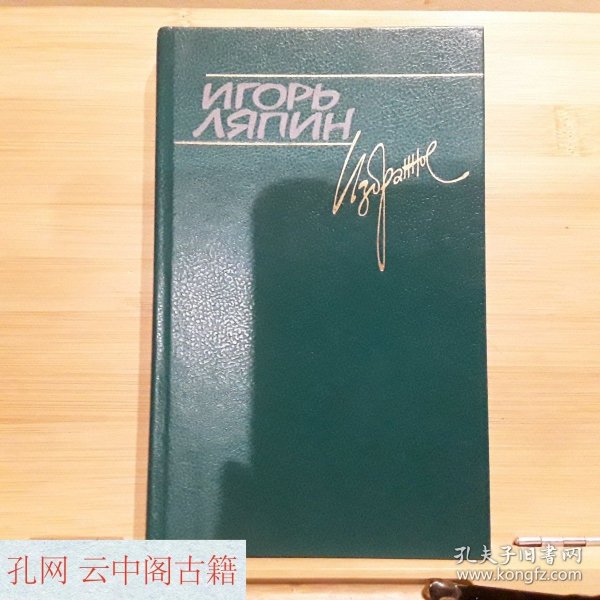 ИГОРЬ
ЛЯПИН
Избранное
孔网 云中阁古籍
孔夫子旧书网
www.kongfz.com